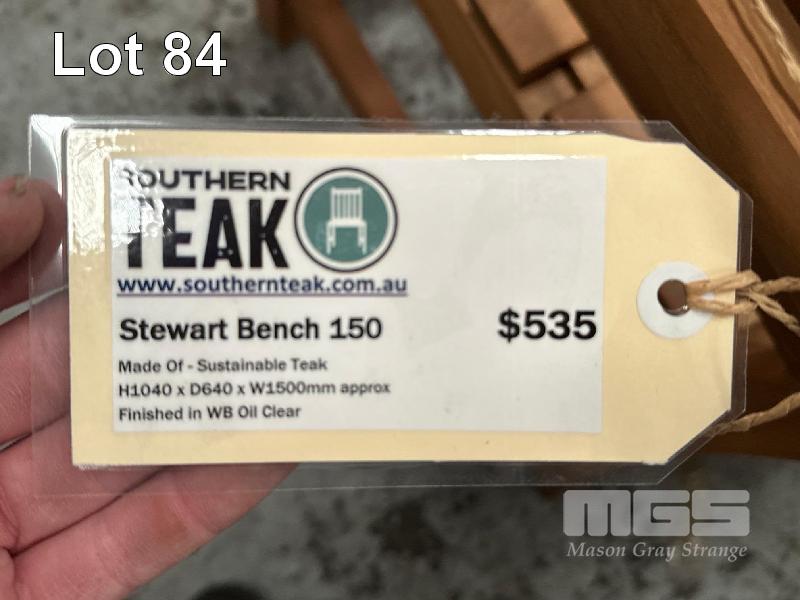 Lot 84
SOUTHERN
TEAK
www.southernteak.com.au
Stewart Bench 150 $535
Made Of - Sustainable Teak
H1040 x D640 x W1500mm approx
Finished in WB Oil Clear
MGS
Mason Gray Strange